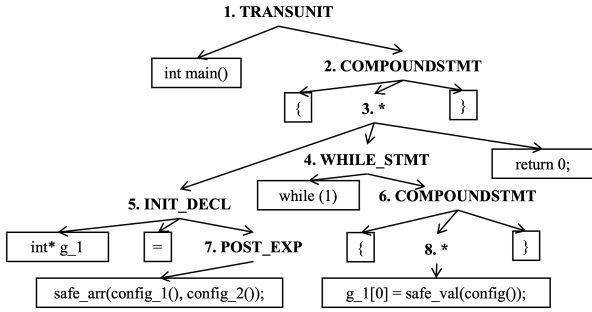 1. TRANSUNIT
int main()
2. COMPOUNDSTMT
{
3. *
}
4. WHILE_STMT
return 0;
while (1)
6. COMPOUNDSTMT
5. INIT_DECL
int* g_1
=
7. POST_EXP
{
8. *
}
safe_arr(config_1(), config_2());
g_1[0] = safe_val(config());